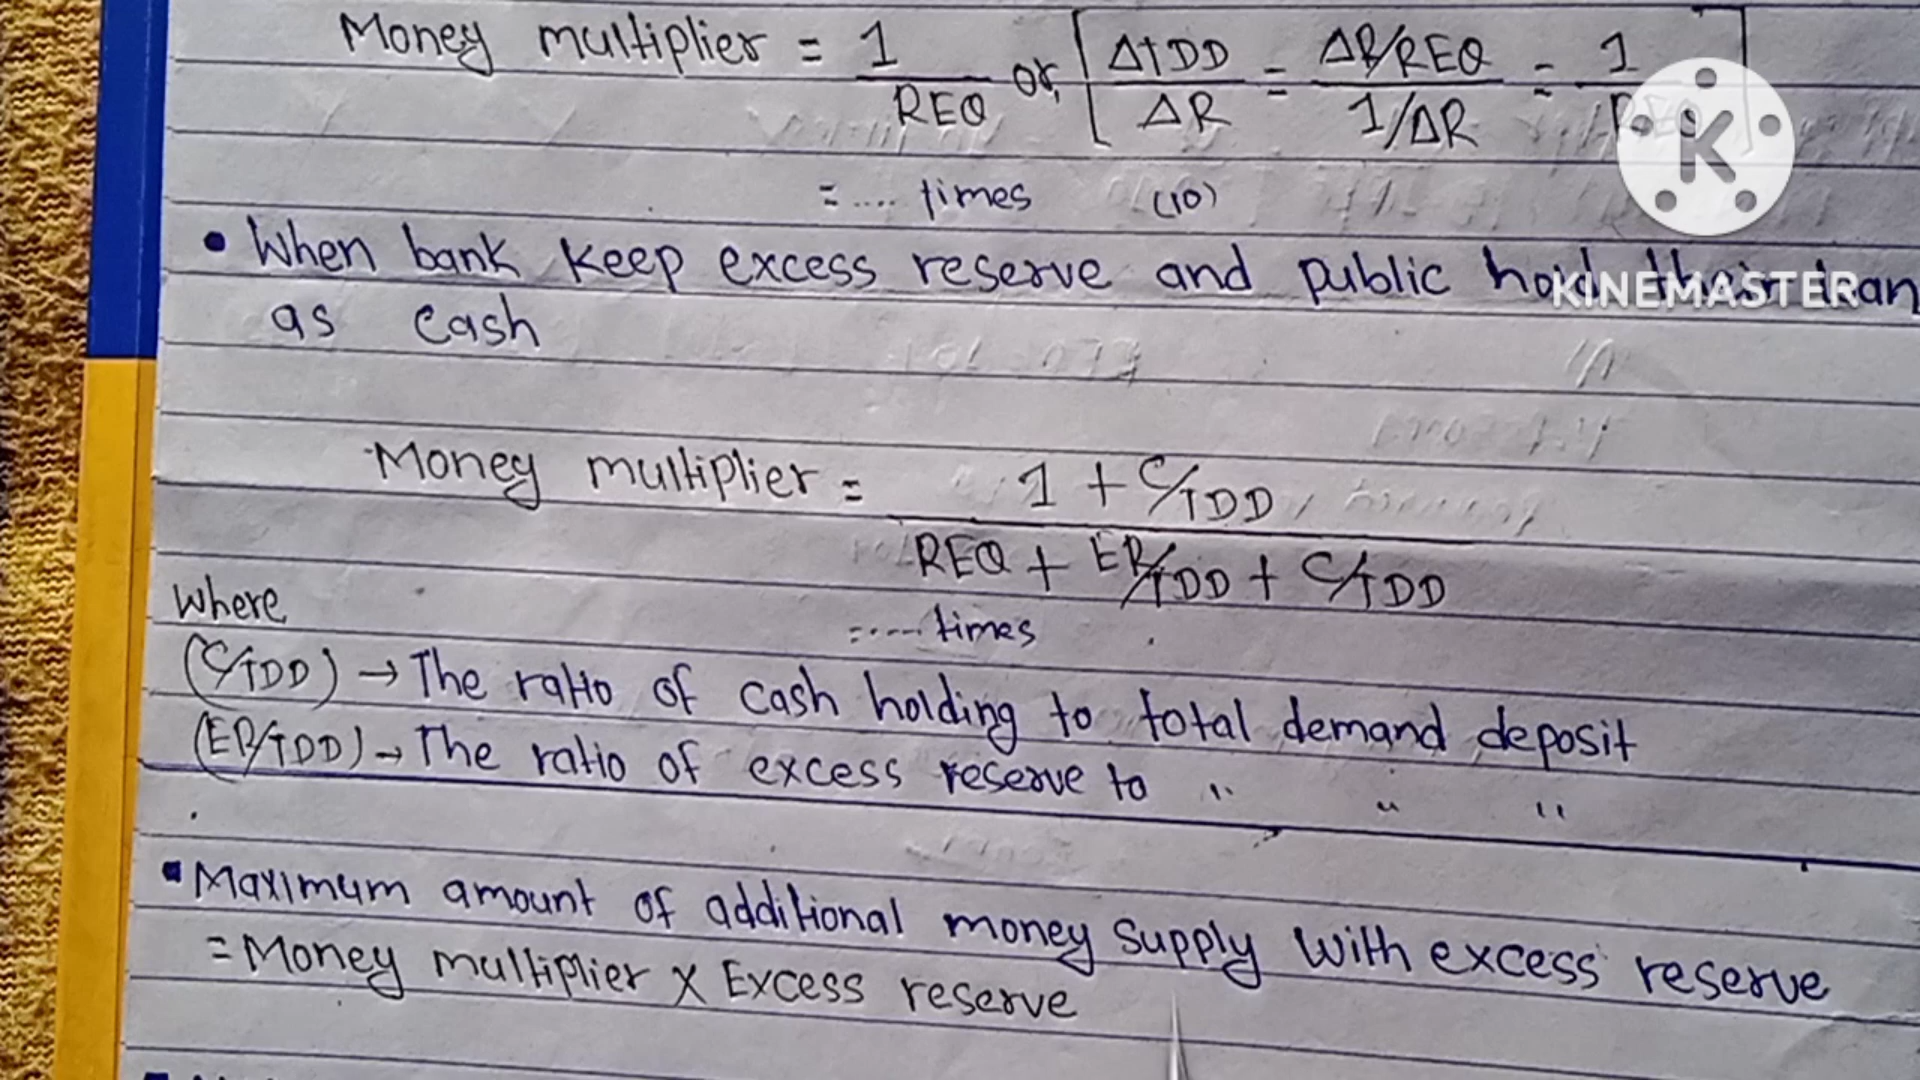 Money multiplier = 1/REQ or, [ΔTDD/ΔR = ΔR/REQ / 1/ΔR = 1/REQ]
= .... times (10)
• When bank keep excess reserve and public hold their loan
as cash
KINEMASTER
K
Money multiplier = 1 + C/TDD
REQ + ER/TDD + C/TDD
Where
=.... times
(C/TDD) → The ratio of cash holding to total demand deposit
(ER/TDD) → The ratio of excess reserve to " " "
▪ Maximum amount of additional money supply with excess reserve
= Money multiplier X Excess reserve